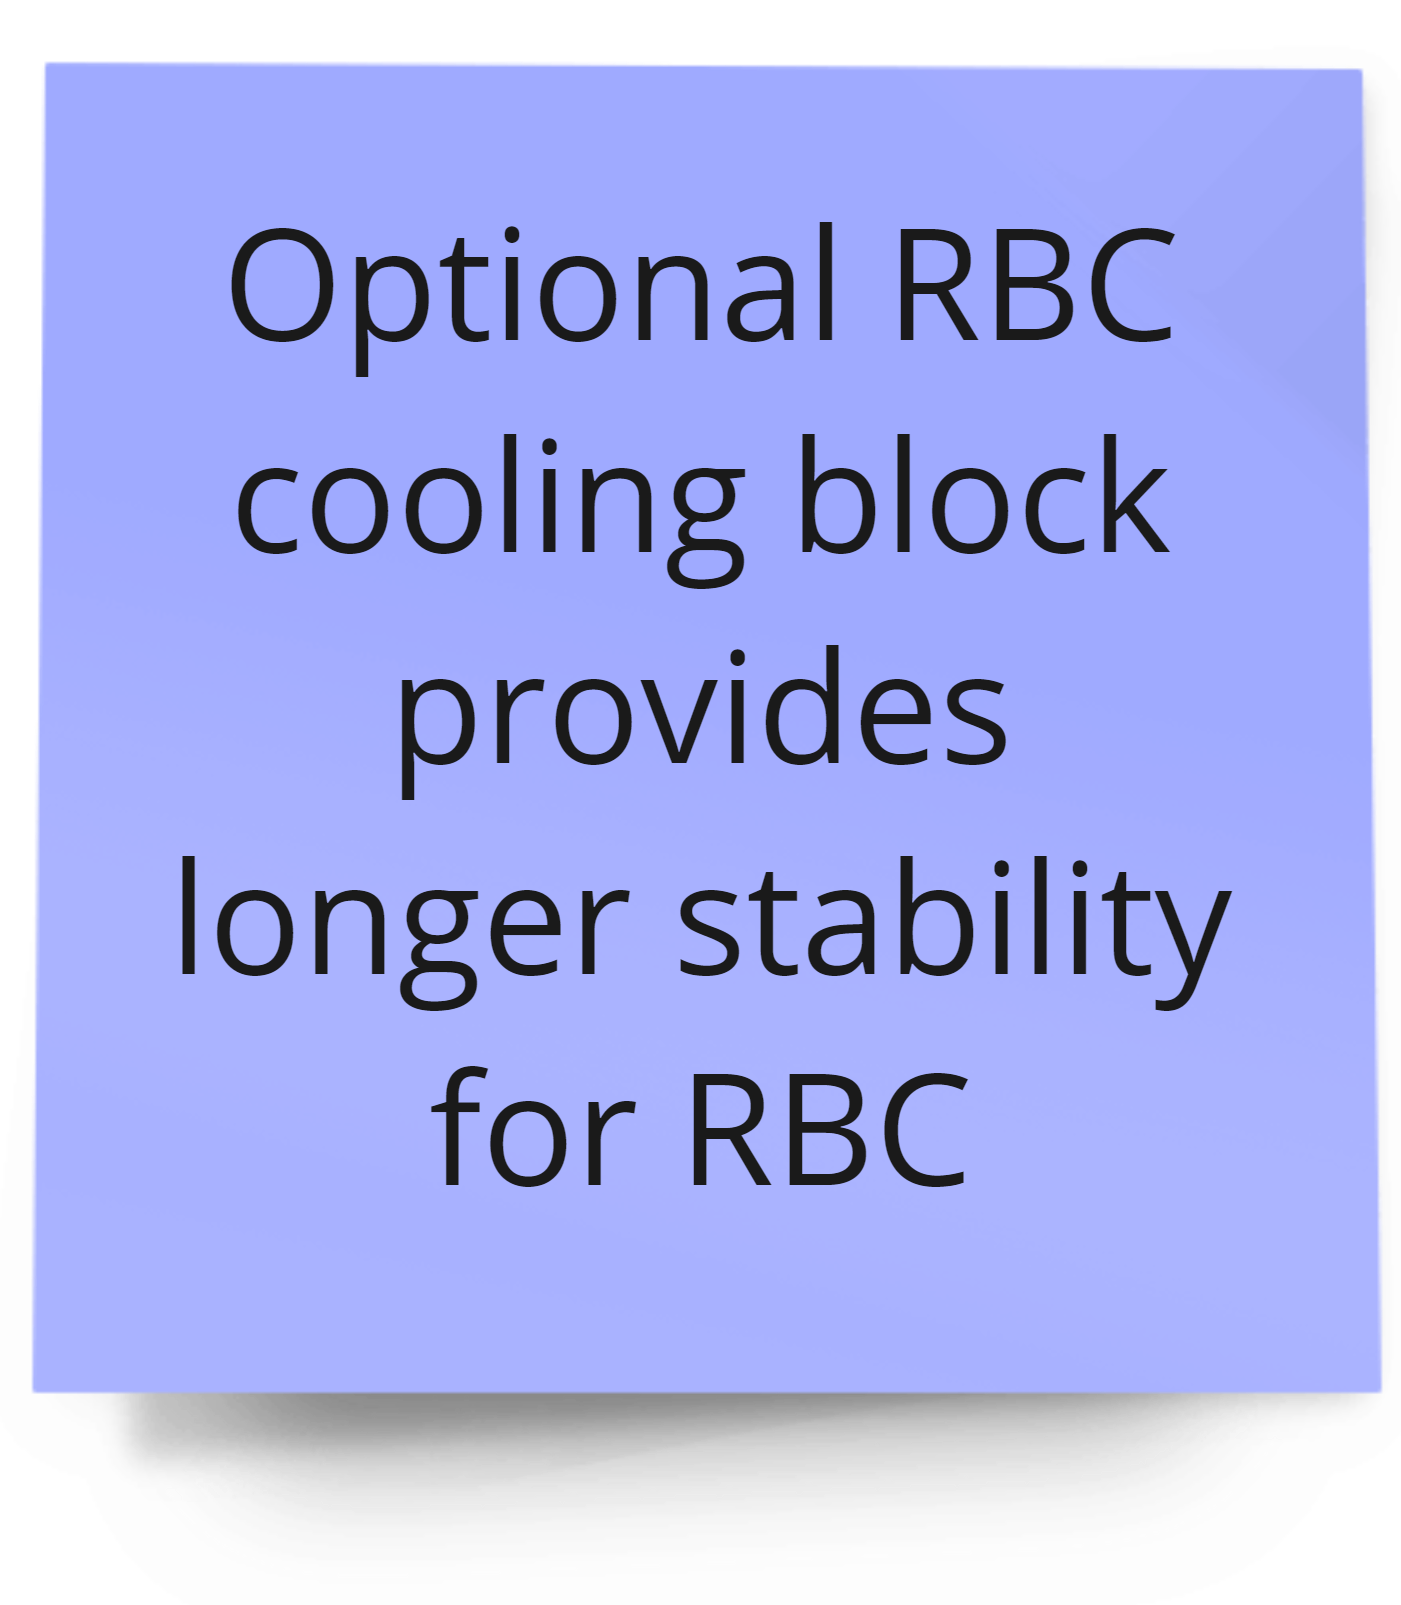 Optional RBC
cooling block
provides
longer stability
for RBC